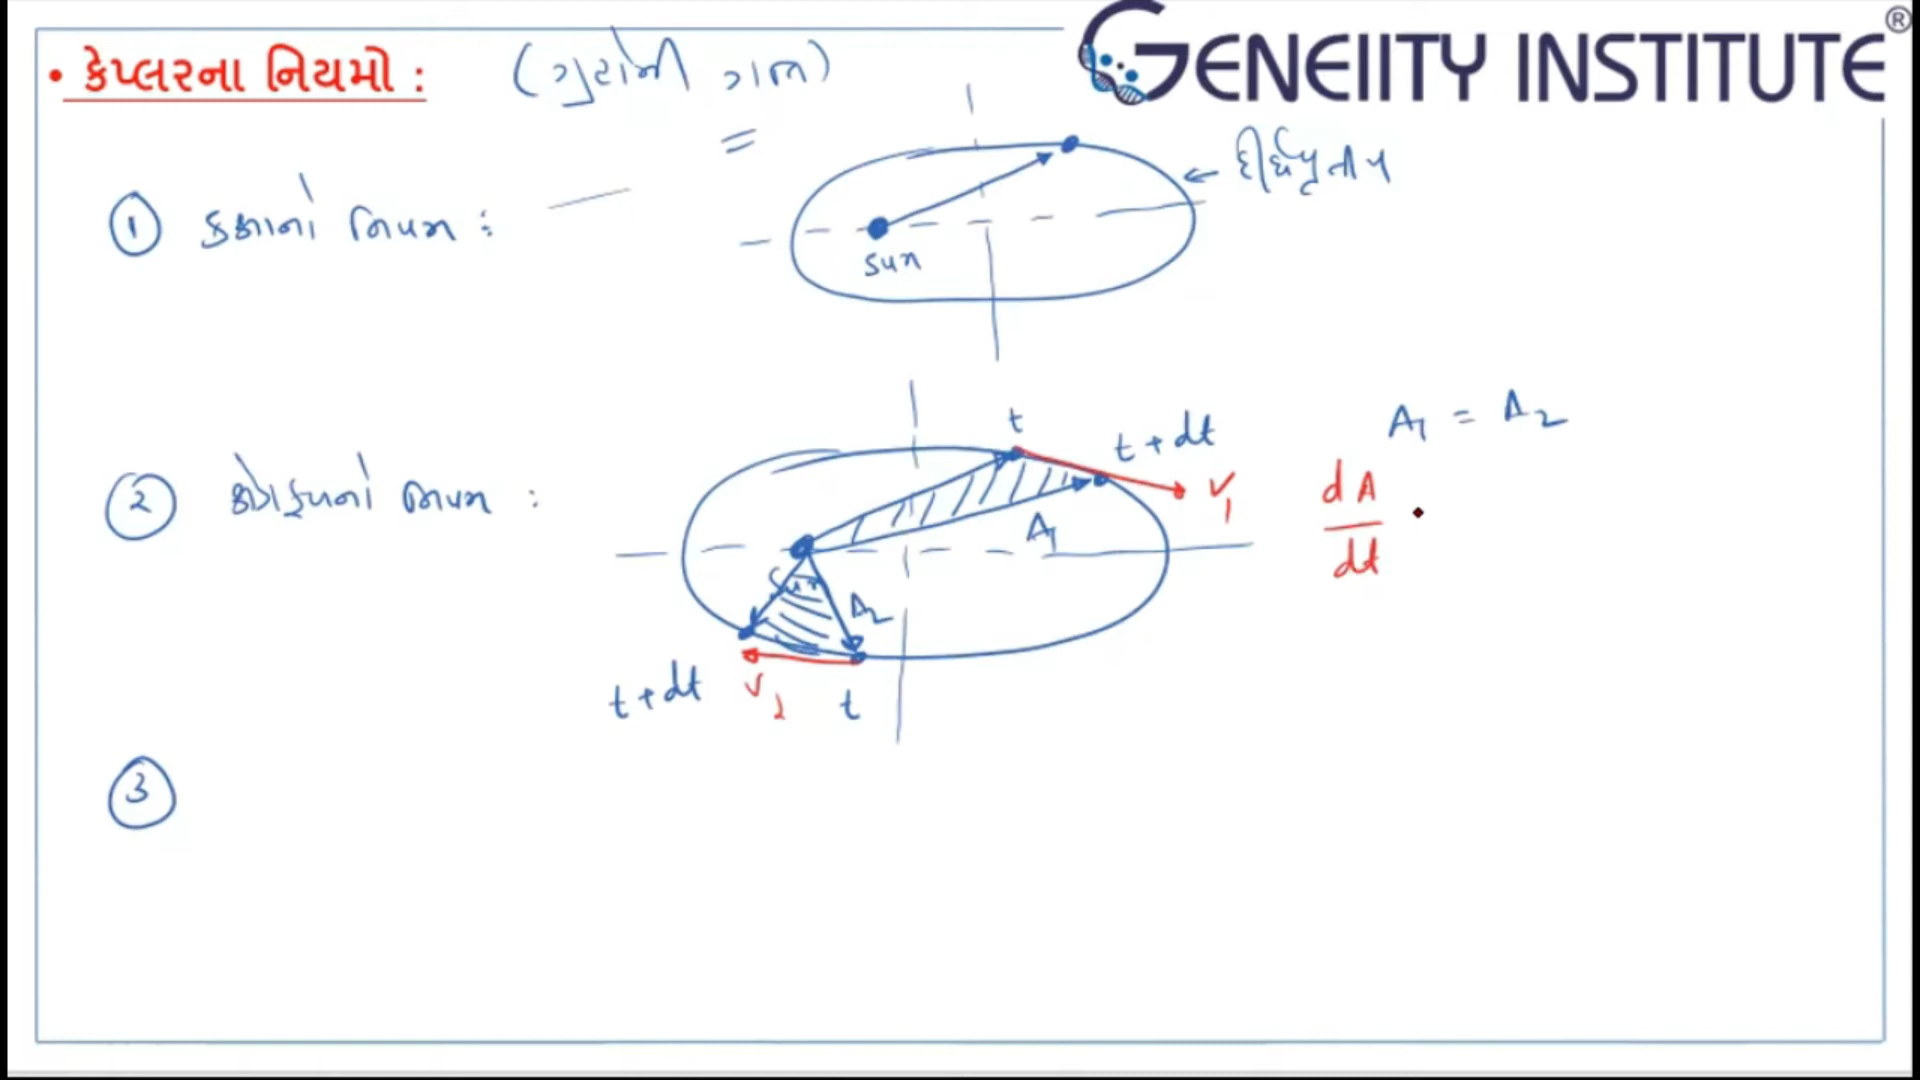 GENEIITY INSTITUTE®
• કેપ્લરના નિયમો :
(ગ્રહોની ગતિ)
① કક્ષાનો નિયમ :
sun
← દીર્ઘવૃત્તીય
② ક્ષેત્રફળનો નિયમ :
t
t + dt
V1
A1
A1 = A2
dA
dt
sun
A2
t + dt
V2
t
③